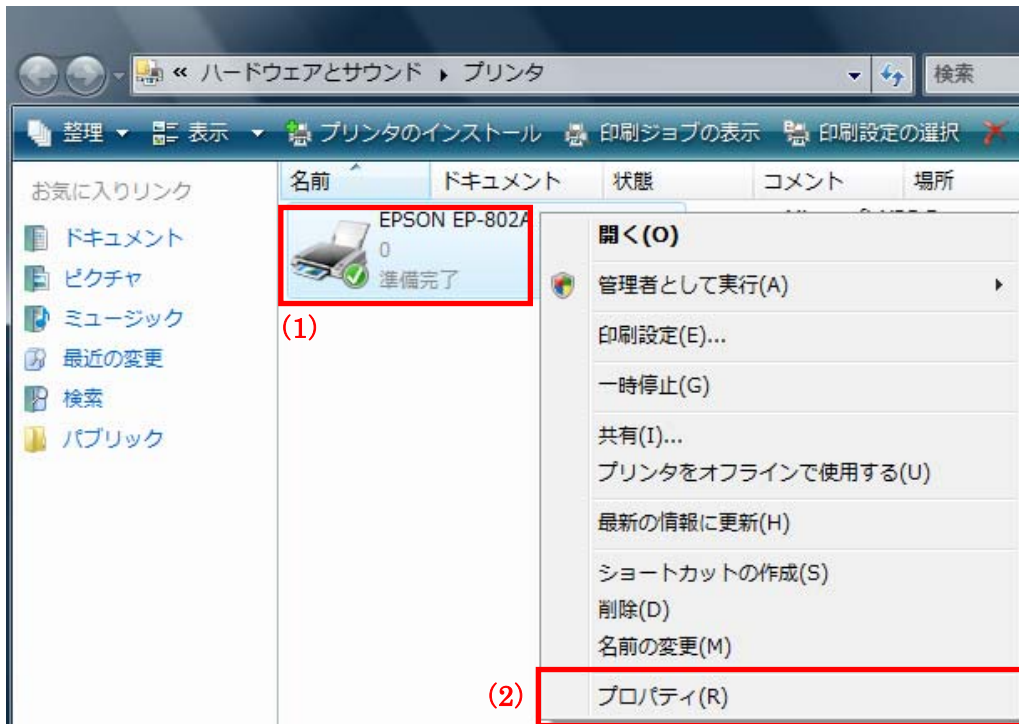 « ハードウェアとサウンド ▸ プリンタ
検索
整理 表示 プリンタのインストール 印刷ジョブの表示 印刷設定の選択
お気に入りリンク
ドキュメント
ピクチャ
ミュージック
最近の変更
検索
パブリック
名前 ドキュメント 状態 コメント 場所
EPSON EP-802A
0
準備完了
(1)
開く(O)
管理者として実行(A)
印刷設定(E)...
一時停止(G)
共有(I)...
プリンタをオフラインで使用する(U)
最新の情報に更新(H)
ショートカットの作成(S)
削除(D)
名前の変更(M)
(2)
プロパティ(R)